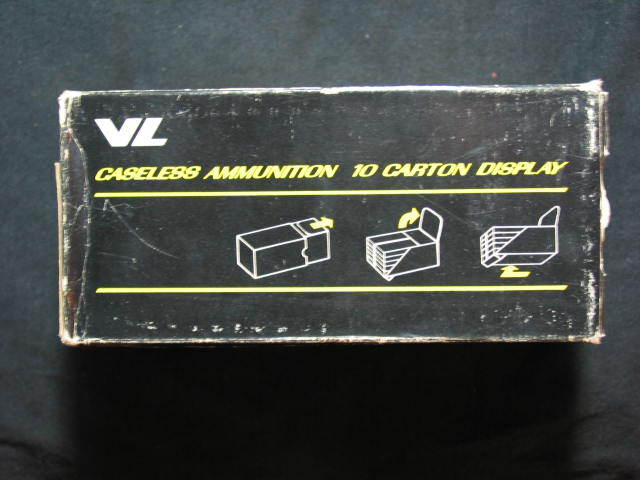 VL
CASELESS AMMUNITION 10 CARTON DISPLAY